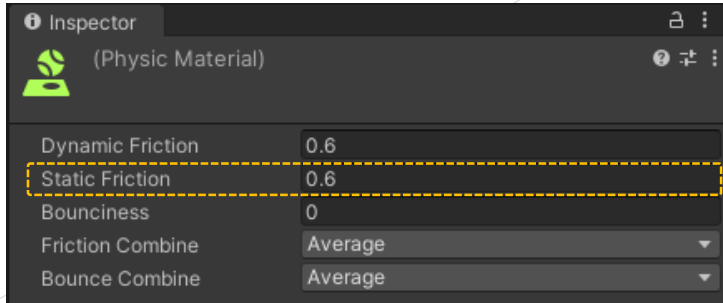 Inspector
(Physic Material)
Dynamic Friction 0.6
Static Friction 0.6
Bounciness 0
Friction Combine Average
Bounce Combine Average